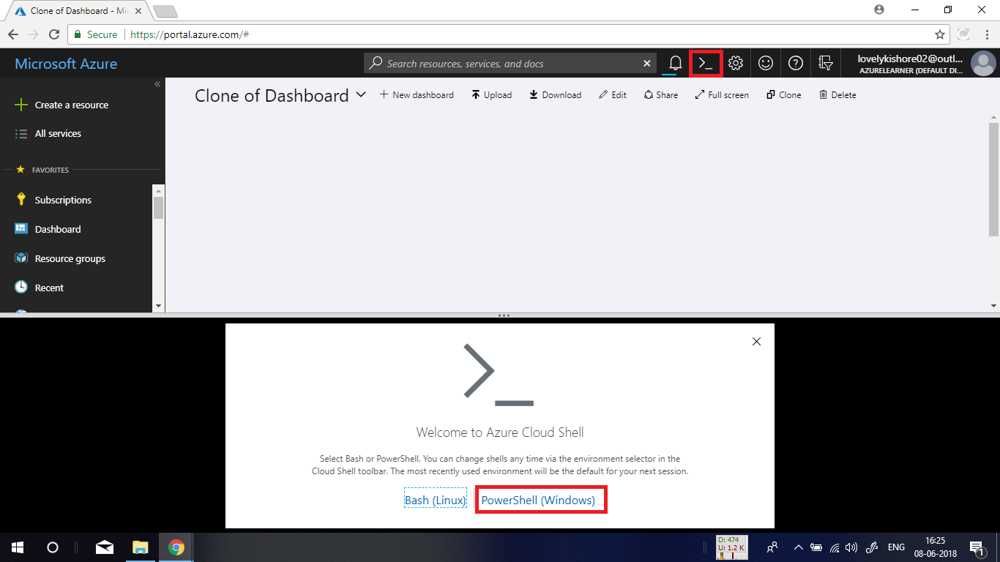 Clone of Dashboard - Mi
Secure https://portal.azure.com/#
Microsoft Azure
Search resources, services, and docs
lovelykishore02@outl...
AZURELEARNER (DEFAULT DI...
Create a resource
All services
FAVORITES
Subscriptions
Dashboard
Resource groups
Recent
Clone of Dashboard
New dashboard
Upload
Download
Edit
Share
Full screen
Clone
Delete
Welcome to Azure Cloud Shell
Select Bash or PowerShell. You can change shells any time via the environment selector in the
Cloud Shell toolbar. The most recently used environment will be the default for your next session.
Bash (Linux)
PowerShell (Windows)
D: 474
U: 1.2 K
ENG
16:25
08-06-2018
1